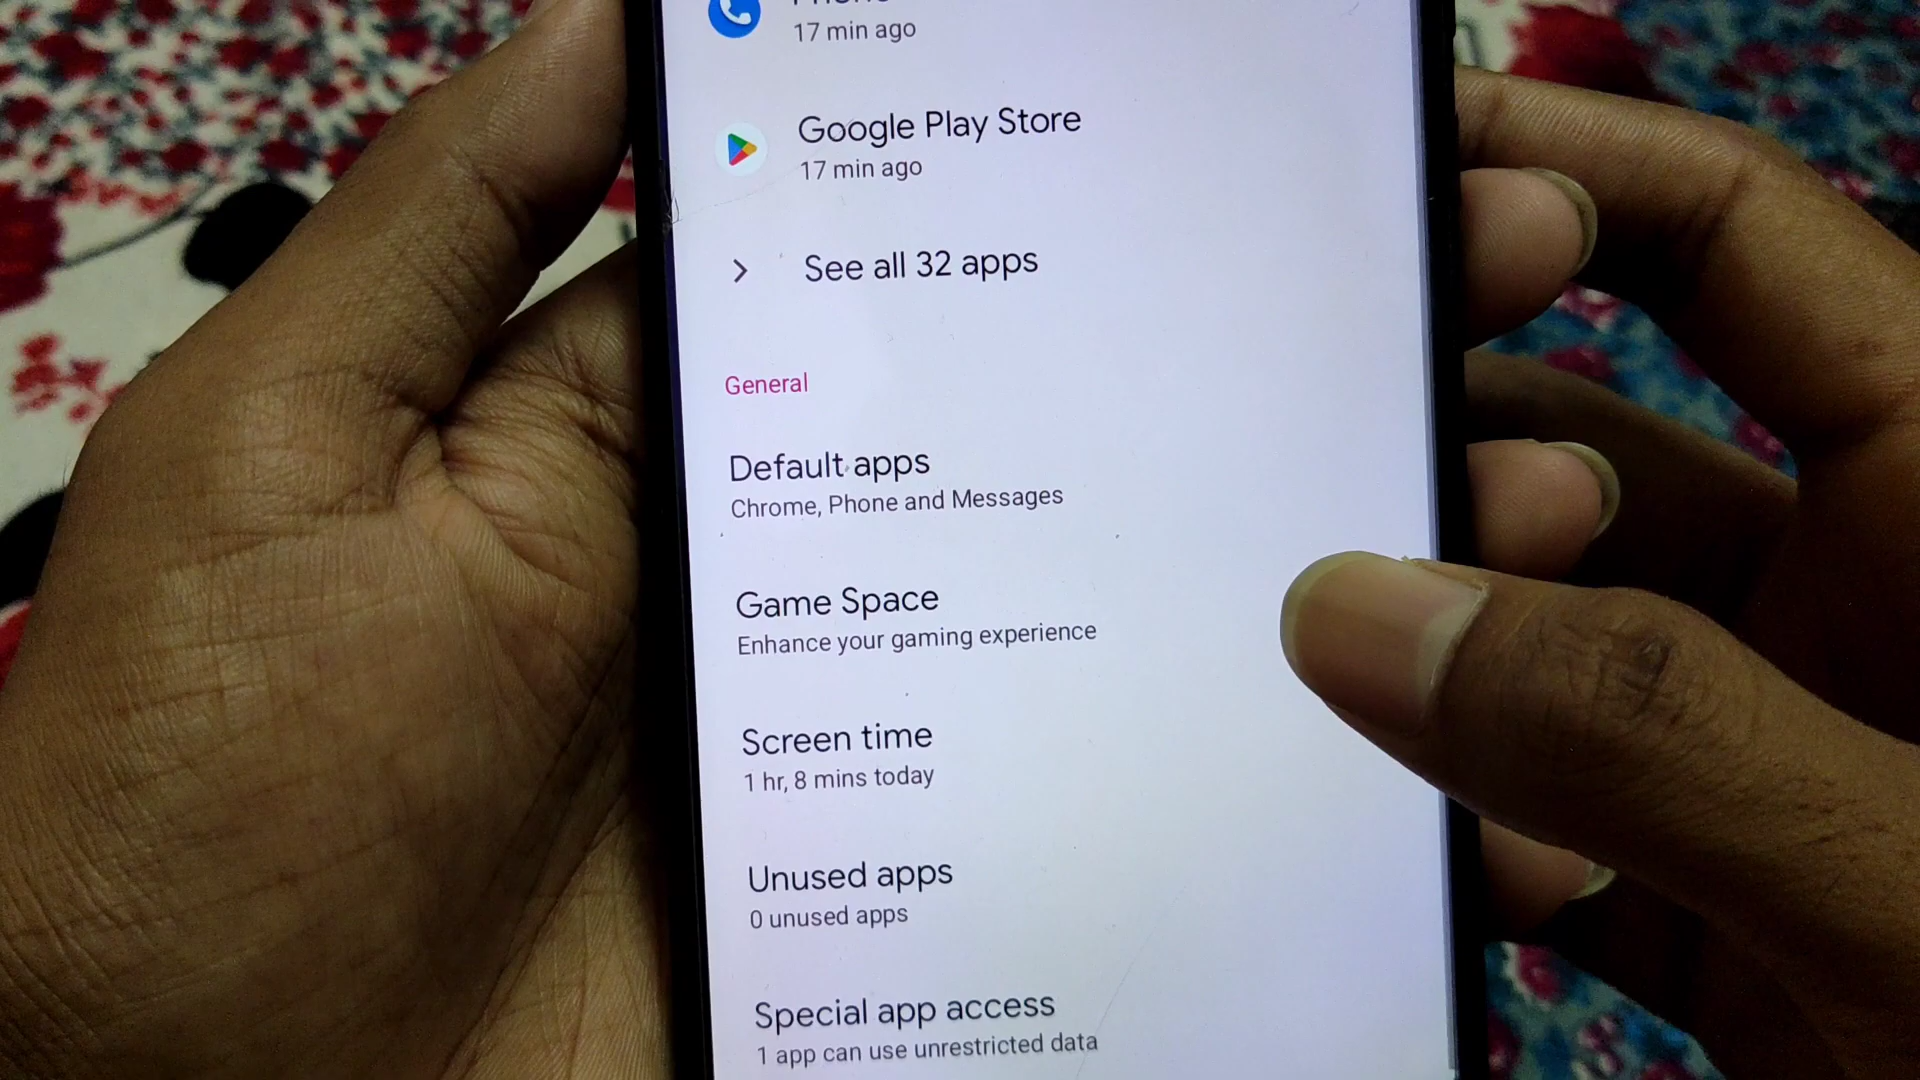 17 min ago
Google Play Store
17 min ago
See all 32 apps
General
Default apps
Chrome, Phone and Messages
Game Space
Enhance your gaming experience
Screen time
1 hr, 8 mins today
Unused apps
0 unused apps
Special app access
1 app can use unrestricted data